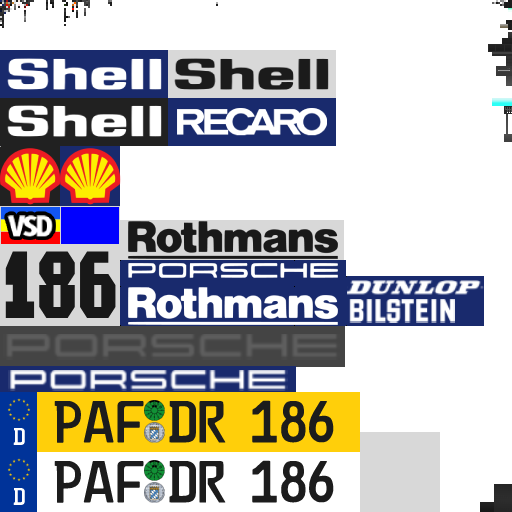 Shell Shell
Shell RECARO
VSD
186 Rothmans
PORSCHE
Rothmans
DUNLOP
BILSTEIN
PORSCHE
PORSCHE
D PAF DR 186
D PAF DR 186